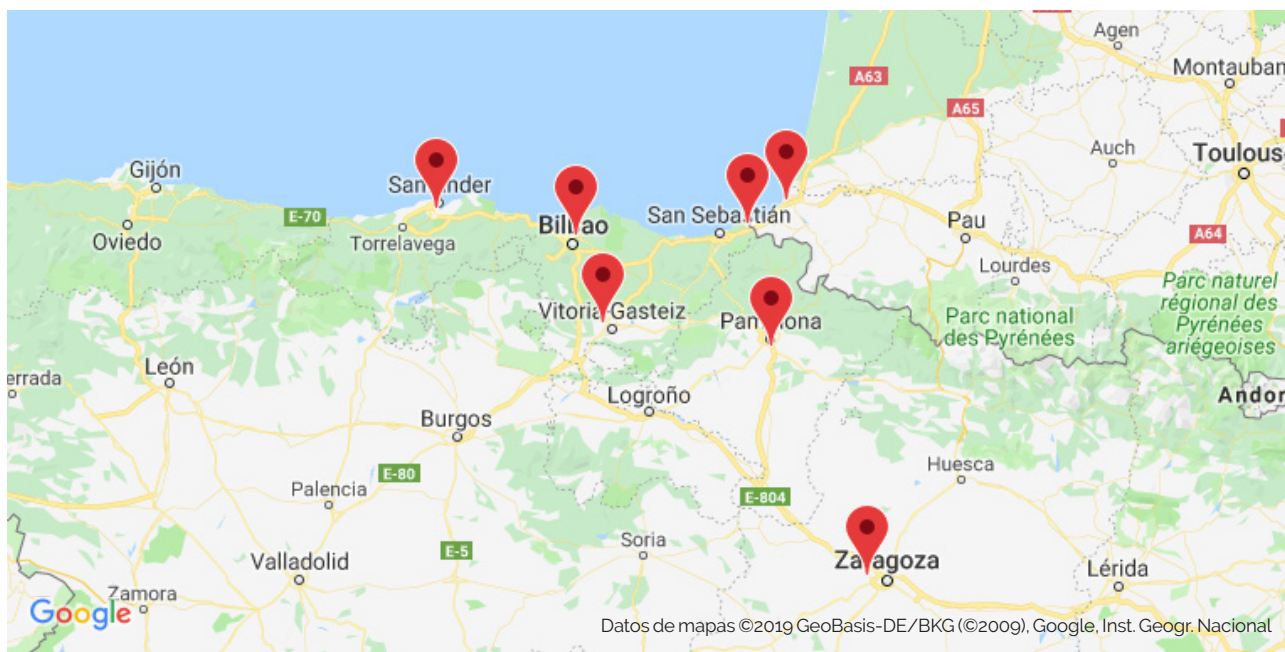 Agen
Montauban
A63
A65
Auch
Toulous
Gijón
Santander
E-70
Oviedo
Torrelavega
Bilbao
San Sebastián
Pau
A64
Lourdes
Parc naturel
régional des
Pyrénées
ariégeoises
Vitoria-Gasteiz
Pamplona
Parc national
des Pyrénées
León
errada
Logroño
Andor
Burgos
Huesca
E-80
Palencia
E-804
Soria
E-5
Valladolid
Zaragoza
Lérida
Zamora
Google
Datos de mapas ©2019 GeoBasis-DE/BKG (©2009), Google, Inst. Geogr. Nacional